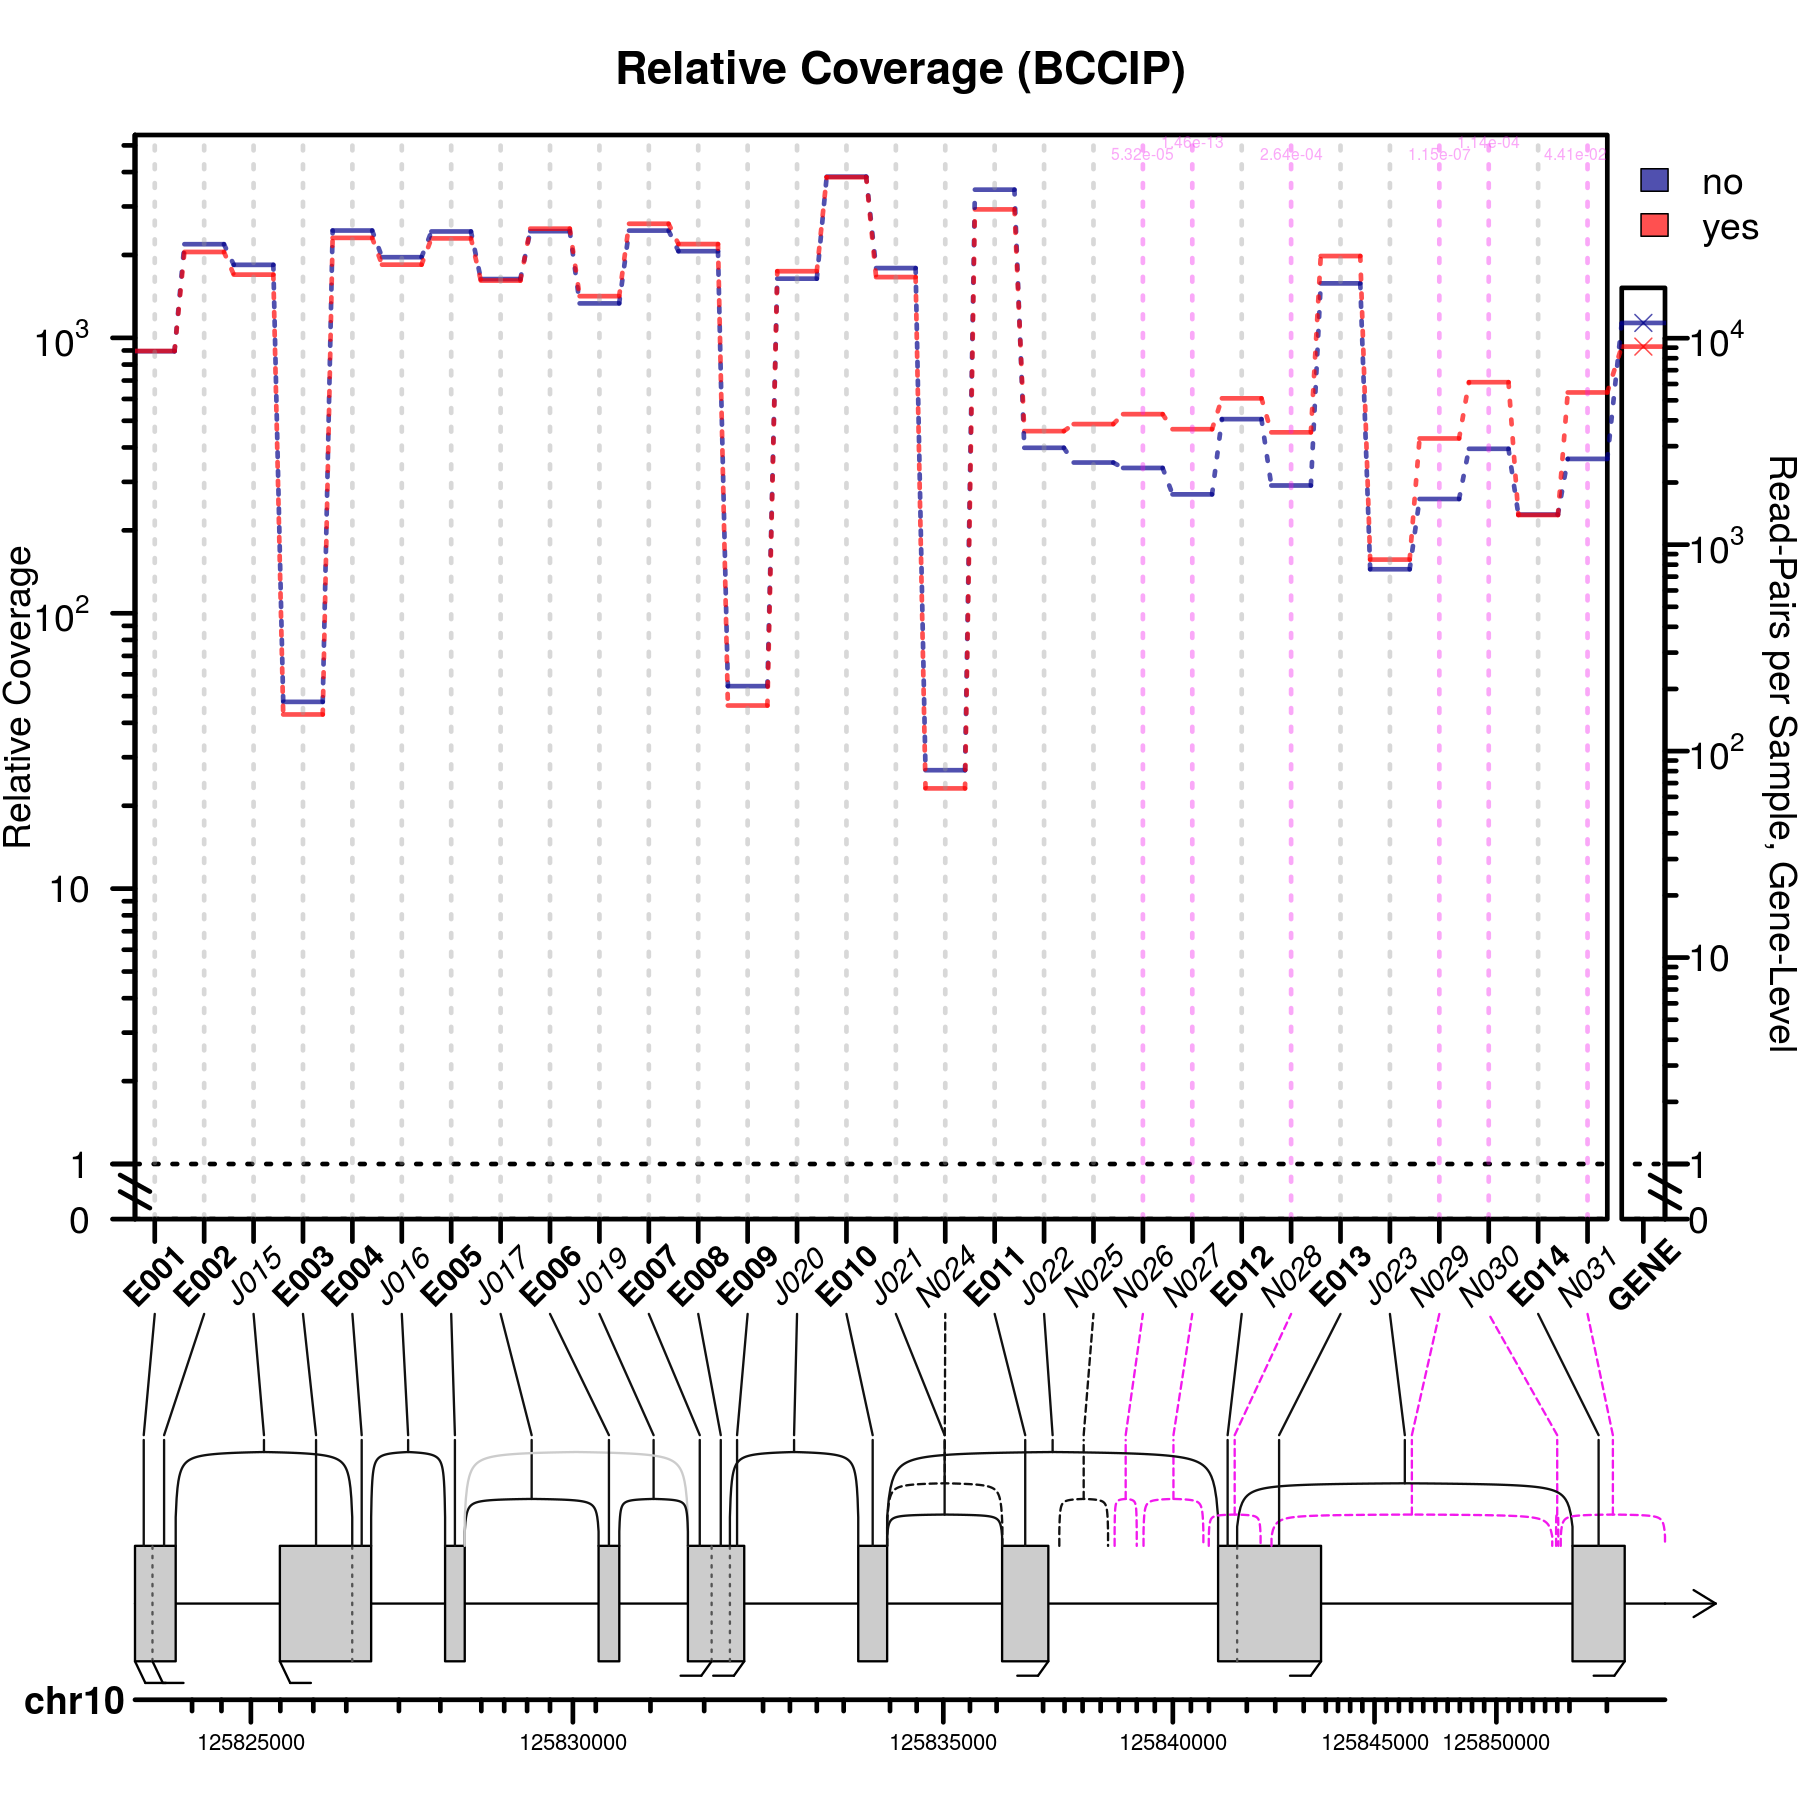 Relative Coverage (BCCIP)
5.32e-05
1.46e-13
2.64e-04
1.15e-07
1.14e-04
4.41e-02
no
yes
Relative Coverage
10³
10²
10
1
0
10⁴
10³
10²
10
1
0
Read-Pairs per Sample, Gene-Level
E001 E002 J015 E003 E004 J016 E005 J017 E006 J019 E007 E008 E009 J020 E010 J021 N024 E011 J022 N025 N026 N027 E012 N028 E013 J023 N029 N030 E014 N031 GENE
chr10
125825000 125830000 125835000 125840000 125845000 125850000